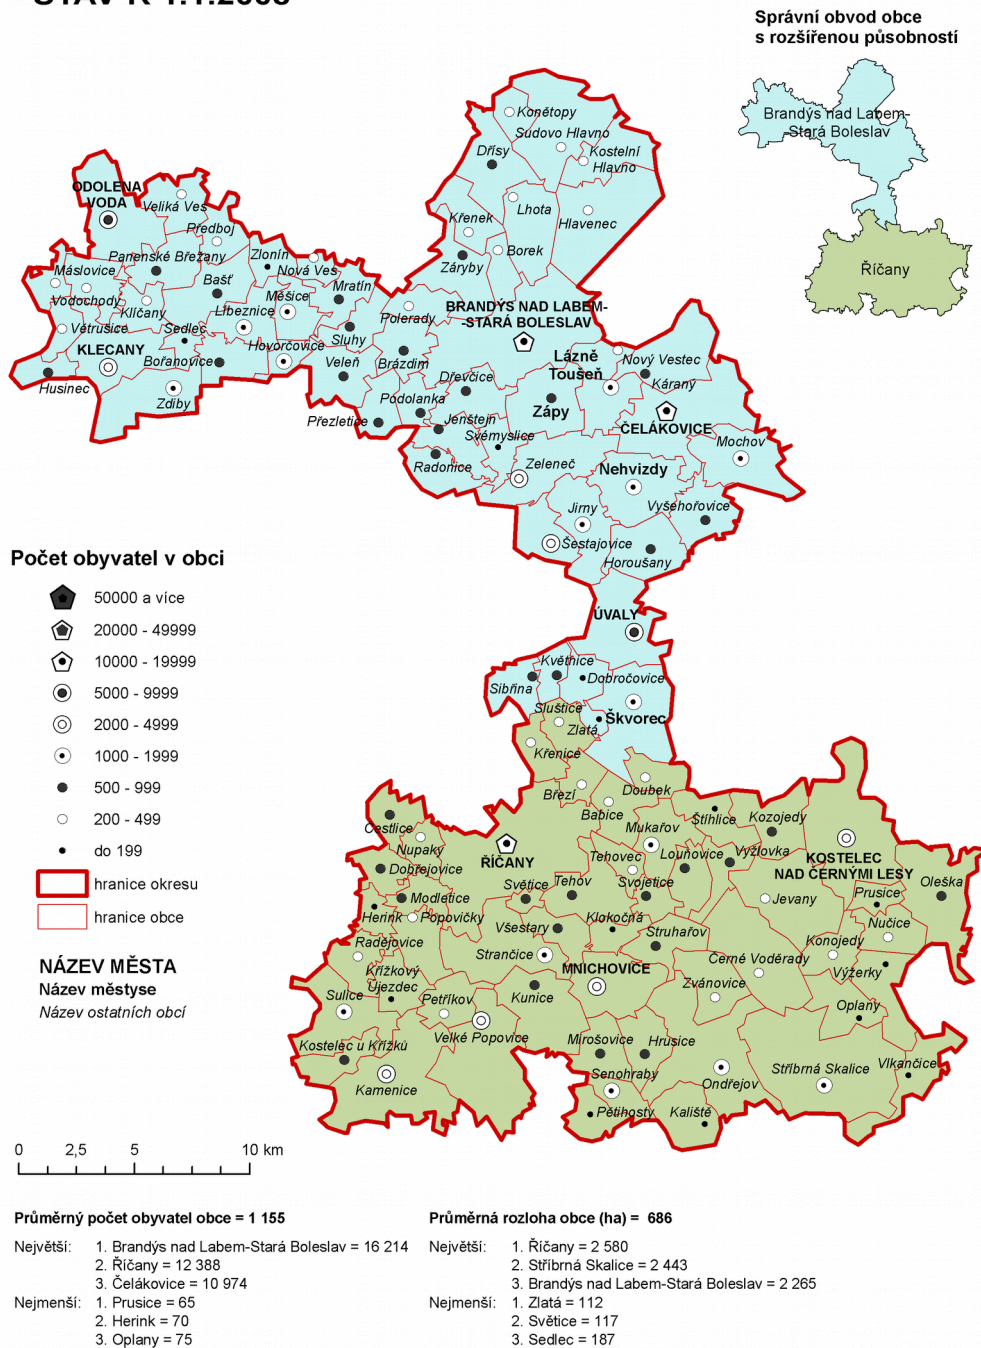 STAV K 1.1.2008
Správní obvod obce
s rozšířenou působností
Brandýs nad Labem-
Stará Boleslav
Říčany
Konětopy
Sudovo Hlavno
Dřísy
Kostelní
Hlavno
Lhota
Hlavenec
Křenek
Borek
Záryby
ODOLENA
VODA
Veliká Ves
Předboj
Panenské Břežany
Zlonín
Nová Ves
Máslovice
Bašť
Mratín
Vodochody
Klíčany
Měšice
Líbeznice
Větrušice
Sedlec
Sluhy
KLECANY
Hovorčovice
Bořanovice
Veleň
Husinec
Zdiby
Přezletice
Polerady
BRANDÝS NAD LABEM-
-STARÁ BOLESLAV
Lázně
Toušeň
Nový Vestec
Káraný
Brázdim
Dřevčice
Podolanka
Zápy
ČELÁKOVICE
Jenštejn
Svémyslice
Mochov
Radonice
Zeleneč
Nehvizdy
Jirny
Vyšehořovice
Šestajovice
Horoušany
Počet obyvatel v obci
50000 a více
20000 - 49999
10000 - 19999
5000 - 9999
2000 - 4999
1000 - 1999
500 - 999
200 - 499
do 199
hranice okresu
hranice obce
NÁZEV MĚSTA
Název městyse
Název ostatních obcí
ÚVALY
Květnice
Dobročovice
Sibřina
Sluštice
Škvorec
Zlatá
Křenice
Březí
Doubek
Babice
Čestlice
Nupaky
Mukařov
Štíhlice
Kozojedy
ŘÍČANY
Tehovec
Louňovice
Vyžlovka
KOSTELEC
NAD ČERNÝMI LESY
Dobřejovice
Světice
Tehov
Svojetice
Oleška
Modletice
Prusice
Jevany
Herink
Popovičky
Klokočná
Nučice
Všestary
Struhařov
Radějovice
Konojedy
Strančice
MNICHOVICE
Černé Voděrady
Výžerky
Křížkový
Újezdec
Sulice
Petříkov
Kunice
Zvánovice
Oplany
Velké Popovice
Kostelec u Křížků
Mirošovice
Hrusice
Stříbrná Skalice
Vlkančice
Kamenice
Senohraby
Ondřejov
Pětihosty
Kaliště
0 2,5 5 10 km
Průměrný počet obyvatel obce = 1 155
Největší: 1. Brandýs nad Labem-Stará Boleslav = 16 214
2. Říčany = 12 388
3. Čelákovice = 10 974
Nejmenší: 1. Prusice = 65
2. Herink = 70
3. Oplany = 75
Průměrná rozloha obce (ha) = 686
Největší: 1. Říčany = 2 580
2. Stříbrná Skalice = 2 443
3. Brandýs nad Labem-Stará Boleslav = 2 265
Nejmenší: 1. Zlatá = 112
2. Světice = 117
3. Sedlec = 187